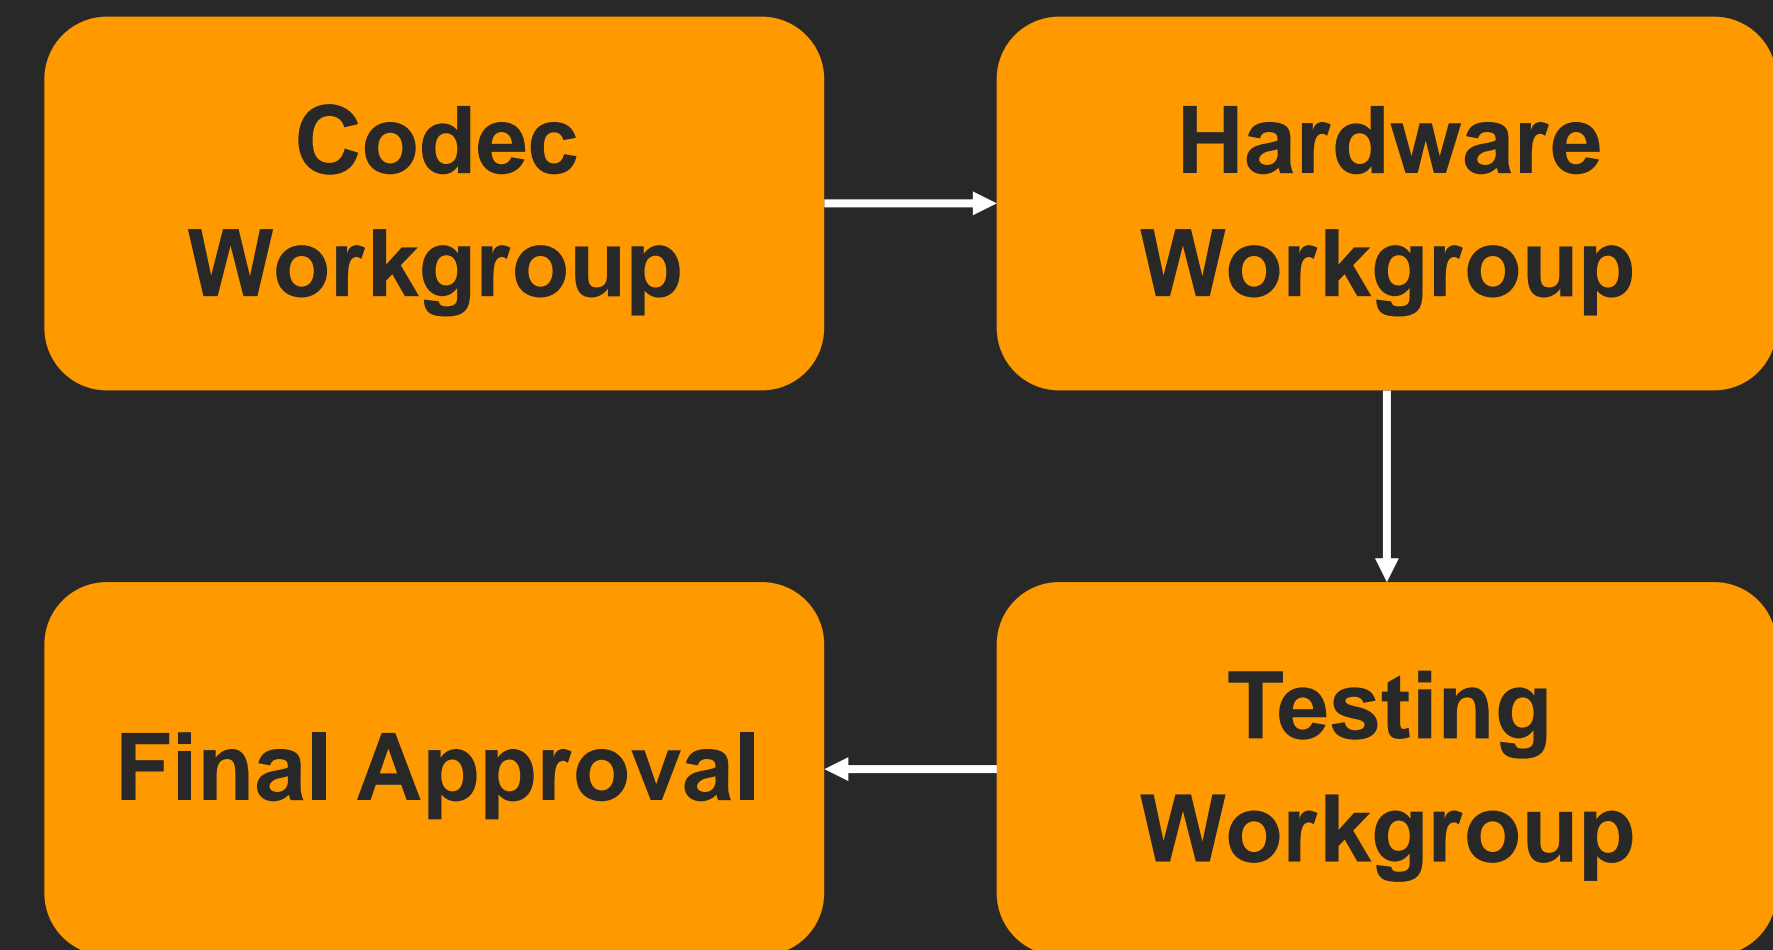 Codec
Workgroup
Hardware
Workgroup
Testing
Workgroup
Final Approval